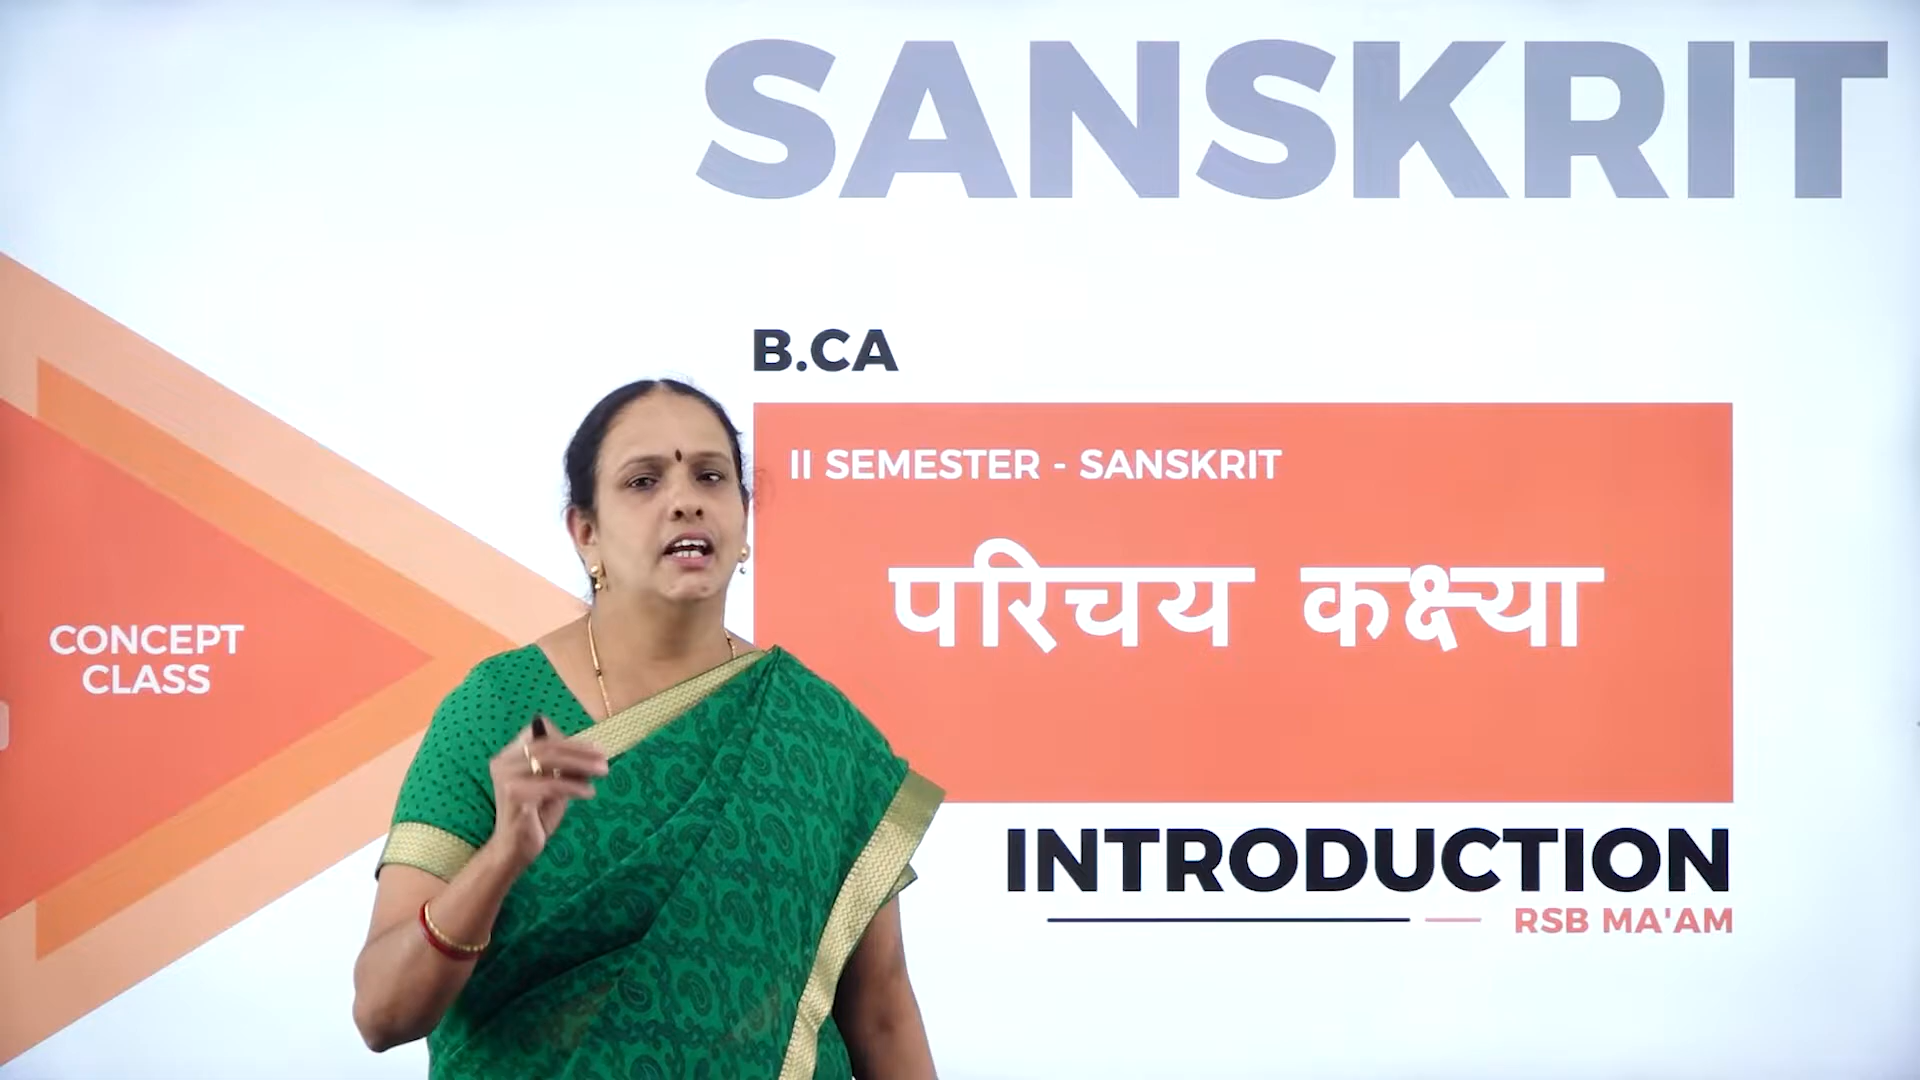 SANSKRIT
B.CA
II SEMESTER - SANSKRIT
परिचय कक्ष्या
CONCEPT
CLASS
INTRODUCTION
RSB MA'AM